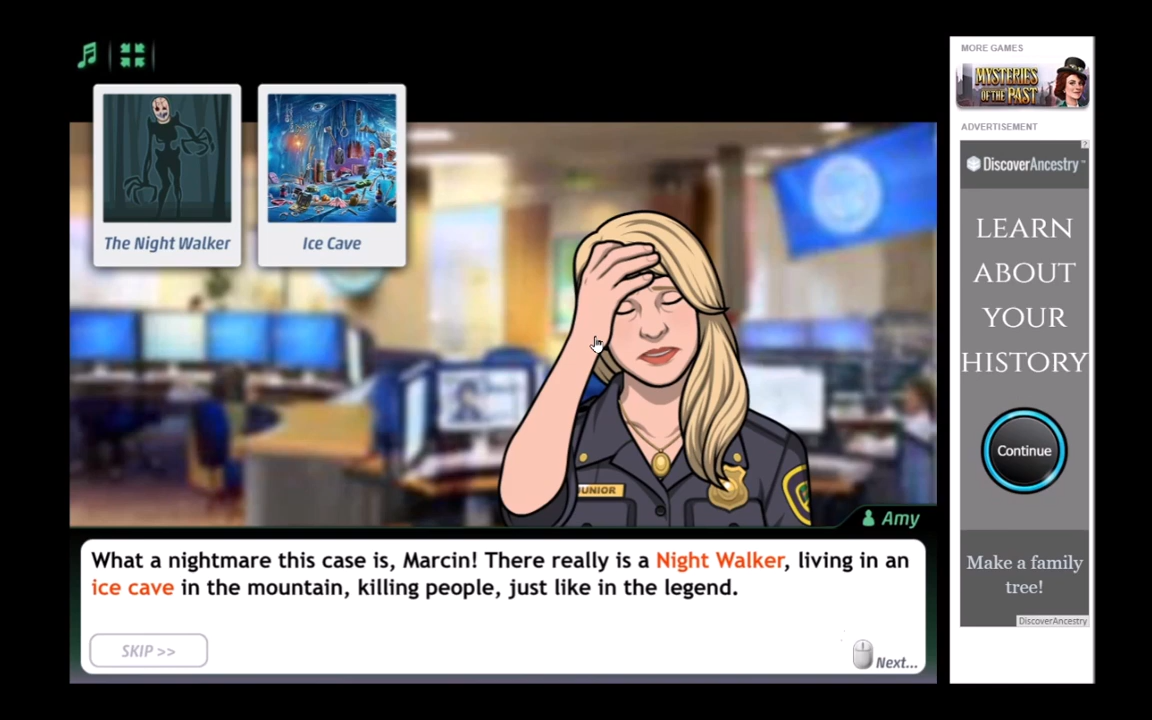 The Night Walker
Ice Cave
JUNIOR
Amy
What a nightmare this case is, Marcin! There really is a Night Walker, living in an
ice cave in the mountain, killing people, just like in the legend.
SKIP >>
Next...
MORE GAMES
MYSTERIES
OF THE PAST
ADVERTISEMENT
DiscoverAncestry™
LEARN
ABOUT
YOUR
HISTORY
Continue
Make a family
tree!
DiscoverAncestry